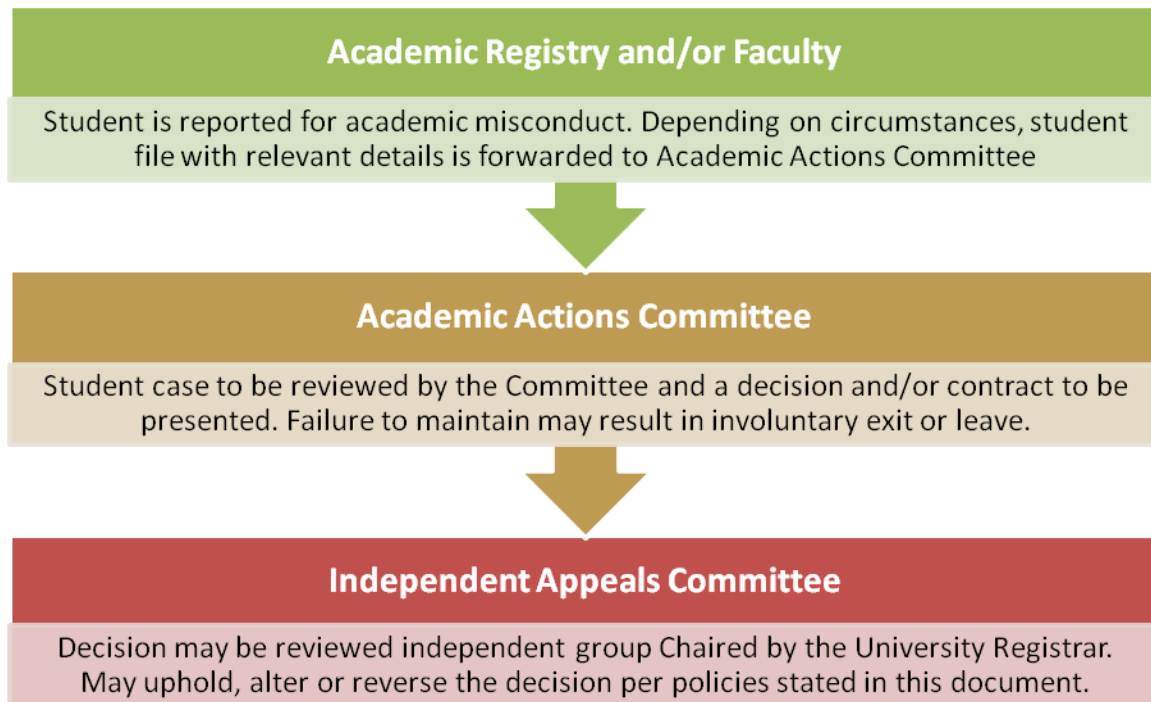 Academic Registry and/or Faculty
Student is reported for academic misconduct. Depending on circumstances, student
file with relevant details is forwarded to Academic Actions Committee
Academic Actions Committee
Student case to be reviewed by the Committee and a decision and/or contract to be
presented. Failure to maintain may result in involuntary exit or leave.
Independent Appeals Committee
Decision may be reviewed independent group Chaired by the University Registrar.
May uphold, alter or reverse the decision per policies stated in this document.